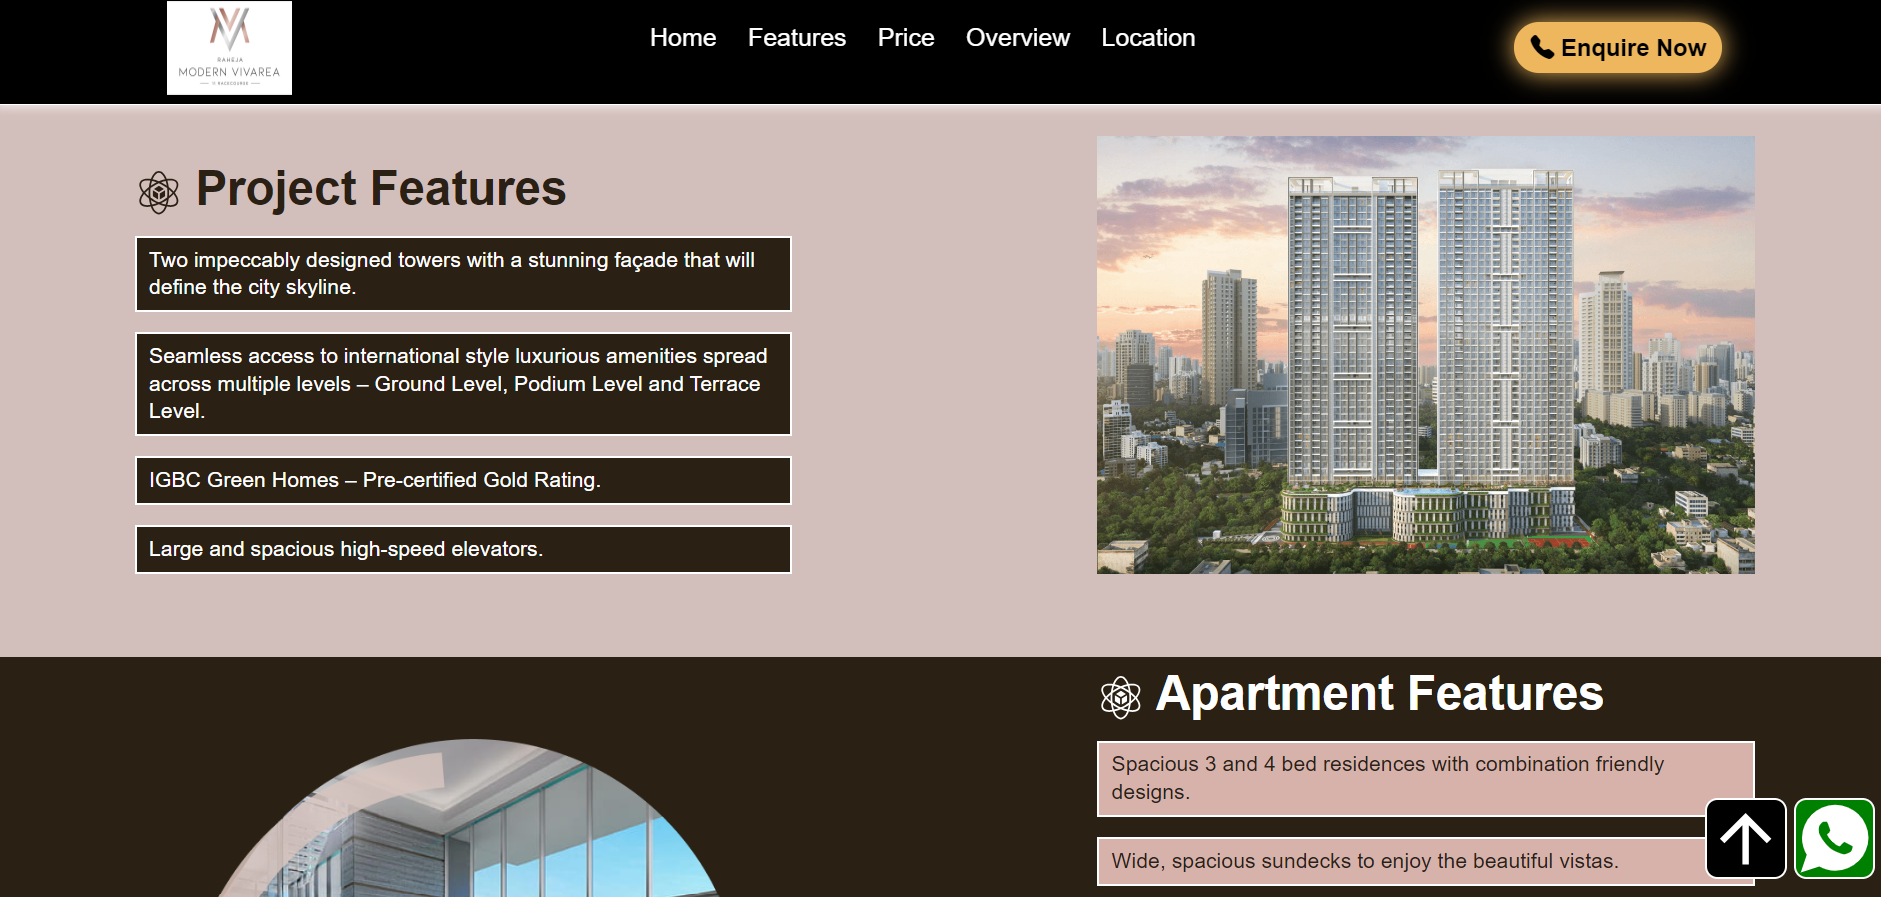 RAHEJA
MODERN VIVAREA
@ RACECOURSE
Home Features Price Overview Location
Enquire Now
Project Features
Two impeccably designed towers with a stunning façade that will
define the city skyline.
Seamless access to international style luxurious amenities spread
across multiple levels – Ground Level, Podium Level and Terrace
Level.
IGBC Green Homes – Pre-certified Gold Rating.
Large and spacious high-speed elevators.
Apartment Features
Spacious 3 and 4 bed residences with combination friendly
designs.
Wide, spacious sundecks to enjoy the beautiful vistas.